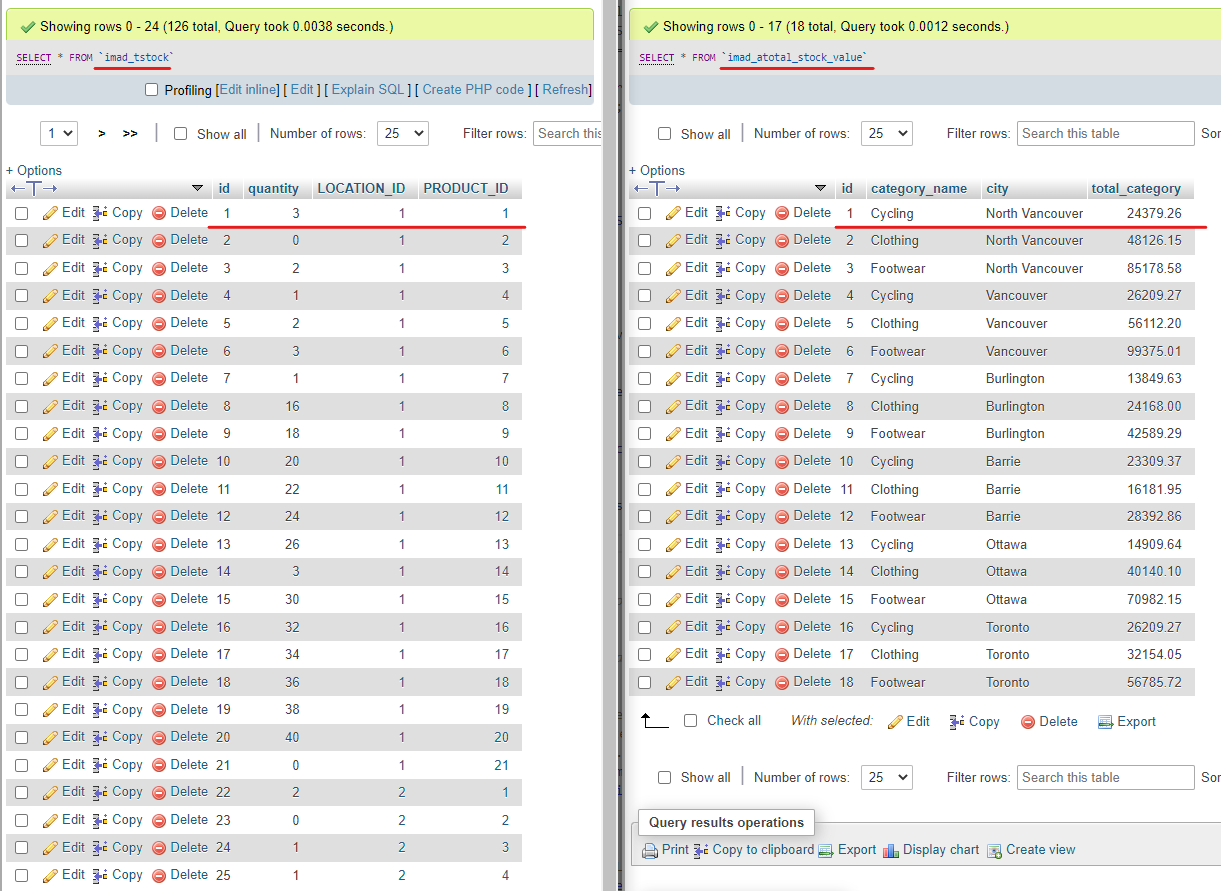 Showing rows 0 - 24 (126 total, Query took 0.0038 seconds.)
SELECT * FROM `imad_tstock`
Profiling [Edit inline] [ Edit ] [ Explain SQL ] [ Create PHP code ] [ Refresh]
1 > >> Show all Number of rows: 25 Filter rows: Search this
+ Options
←T→ id quantity LOCATION_ID PRODUCT_ID
Edit Copy Delete 1 3 1 1
Edit Copy Delete 2 0 1 2
Edit Copy Delete 3 2 1 3
Edit Copy Delete 4 1 1 4
Edit Copy Delete 5 2 1 5
Edit Copy Delete 6 3 1 6
Edit Copy Delete 7 1 1 7
Edit Copy Delete 8 16 1 8
Edit Copy Delete 9 18 1 9
Edit Copy Delete 10 20 1 10
Edit Copy Delete 11 22 1 11
Edit Copy Delete 12 24 1 12
Edit Copy Delete 13 26 1 13
Edit Copy Delete 14 3 1 14
Edit Copy Delete 15 30 1 15
Edit Copy Delete 16 32 1 16
Edit Copy Delete 17 34 1 17
Edit Copy Delete 18 36 1 18
Edit Copy Delete 19 38 1 19
Edit Copy Delete 20 40 1 20
Edit Copy Delete 21 0 1 21
Edit Copy Delete 22 2 2 1
Edit Copy Delete 23 0 2 2
Edit Copy Delete 24 1 2 3
Edit Copy Delete 25 1 2 4
Showing rows 0 - 17 (18 total, Query took 0.0012 seconds.)
SELECT * FROM `imad_atotal_stock_value`
Show all Number of rows: 25 Filter rows: Search this table Sor
+ Options
←T→ id category_name city total_category
Edit Copy Delete 1 Cycling North Vancouver 24379.26
Edit Copy Delete 2 Clothing North Vancouver 48126.15
Edit Copy Delete 3 Footwear North Vancouver 85178.58
Edit Copy Delete 4 Cycling Vancouver 26209.27
Edit Copy Delete 5 Clothing Vancouver 56112.20
Edit Copy Delete 6 Footwear Vancouver 99375.01
Edit Copy Delete 7 Cycling Burlington 13849.63
Edit Copy Delete 8 Clothing Burlington 24168.00
Edit Copy Delete 9 Footwear Burlington 42589.29
Edit Copy Delete 10 Cycling Barrie 23309.37
Edit Copy Delete 11 Clothing Barrie 16181.95
Edit Copy Delete 12 Footwear Barrie 28392.86
Edit Copy Delete 13 Cycling Ottawa 14909.64
Edit Copy Delete 14 Clothing Ottawa 40140.10
Edit Copy Delete 15 Footwear Ottawa 70982.15
Edit Copy Delete 16 Cycling Toronto 26209.27
Edit Copy Delete 17 Clothing Toronto 32154.05
Edit Copy Delete 18 Footwear Toronto 56785.72
Check all With selected: Edit Copy Delete Export
Show all Number of rows: 25 Filter rows: Search this table Sor
Query results operations
Print Copy to clipboard Export Display chart Create view